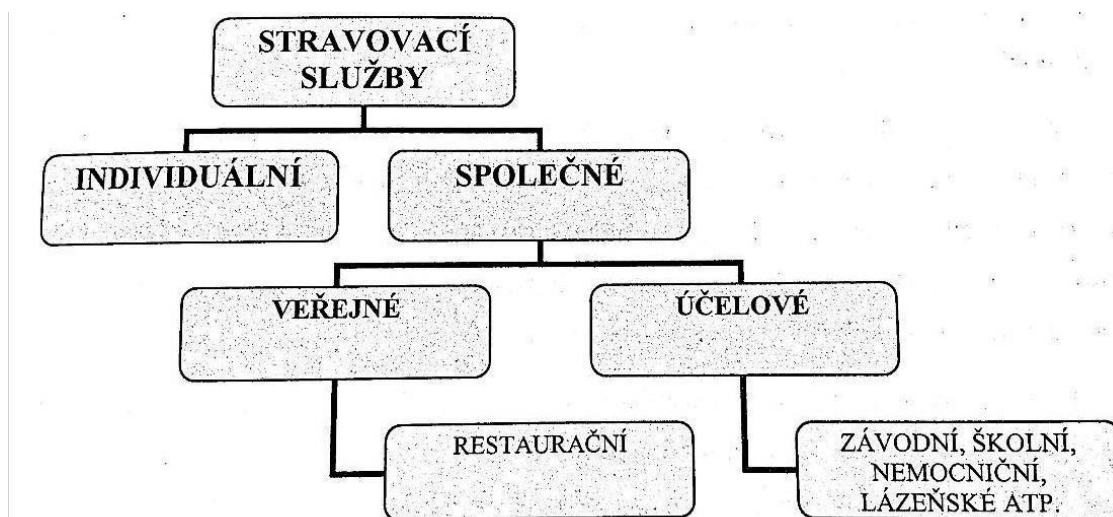 STRAVOVACÍ
SLUŽBY
INDIVIDUÁLNÍ
SPOLEČNÉ
VEŘEJNÉ
ÚČELOVÉ
RESTAURAČNÍ
ZÁVODNÍ, ŠKOLNÍ,
NEMOCNIČNÍ,
LÁZEŇSKÉ ATP.